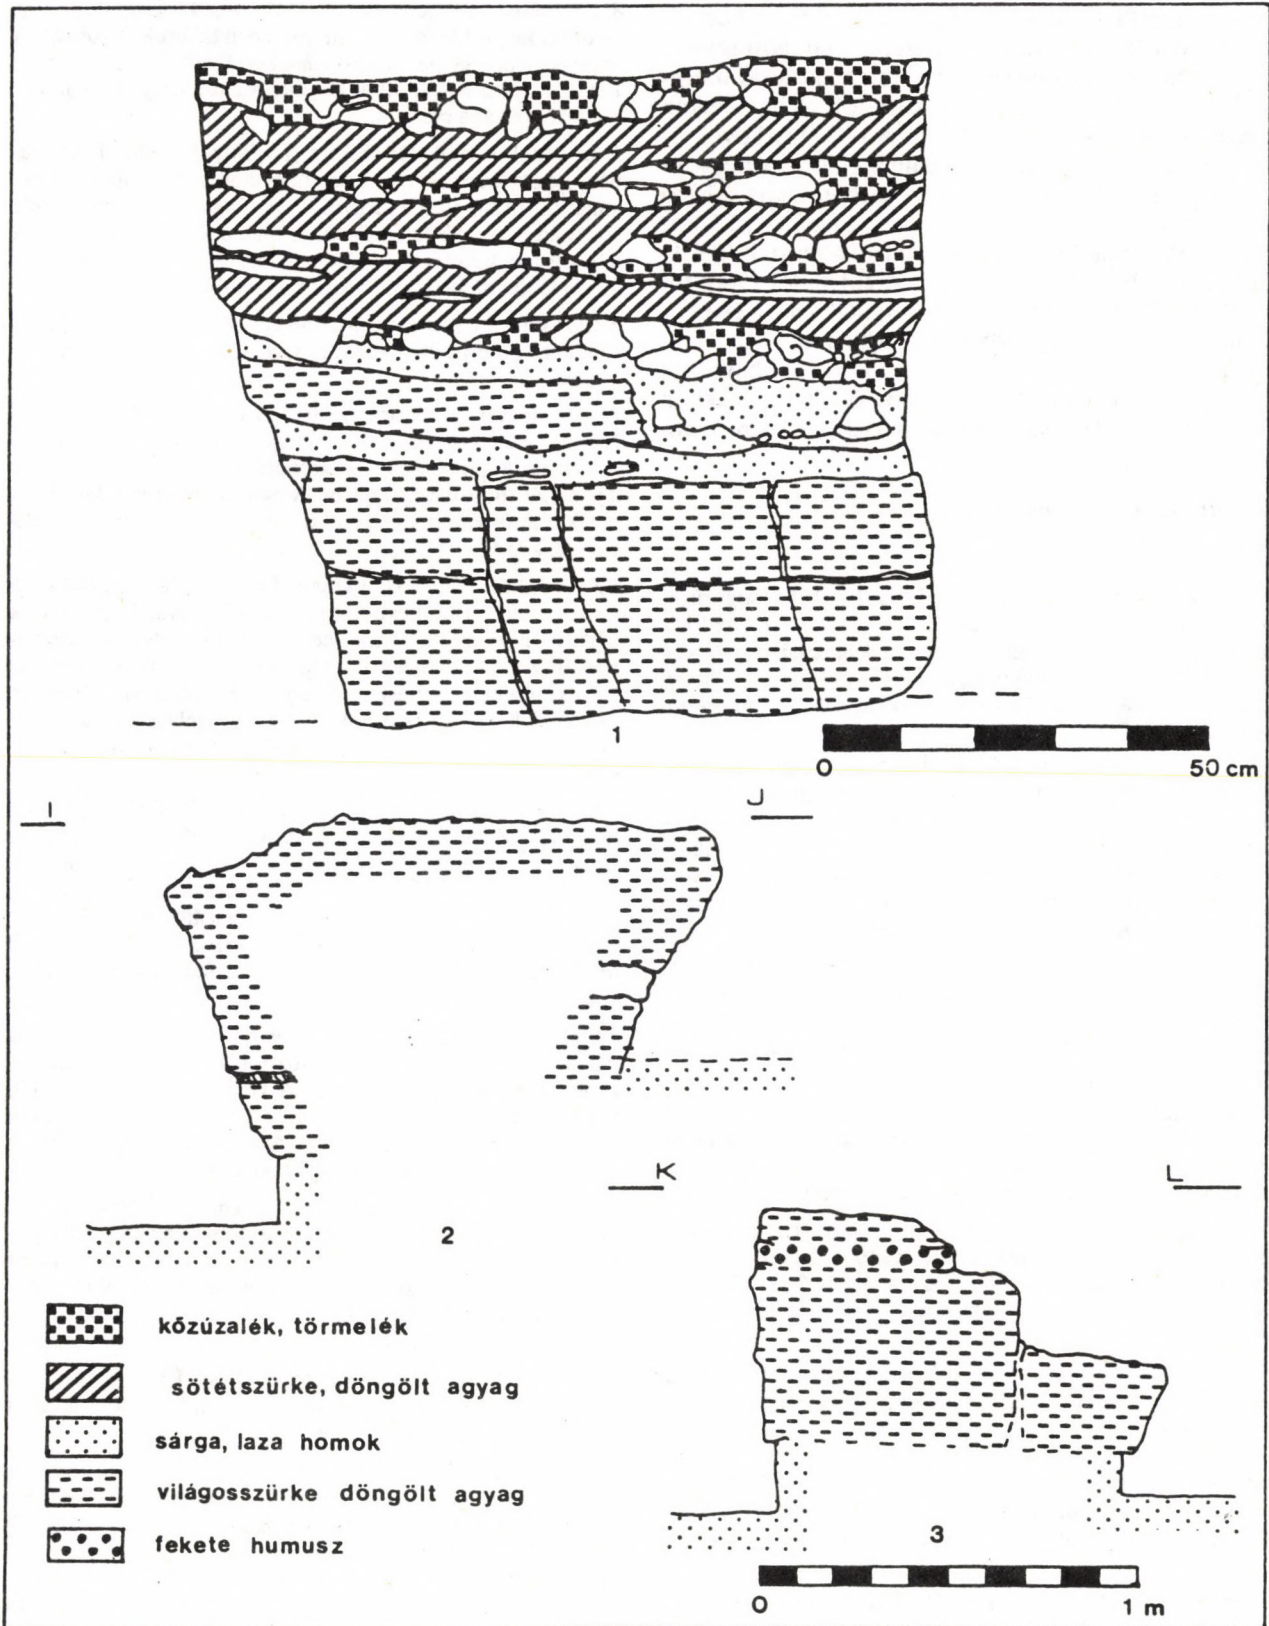 1
0 50 cm
I J
K L
2
kőzúzalék, törmelék
sötétszürke, döngölt agyag
sárga, laza homok
világosszürke döngölt agyag
fekete humusz
3
0 1 m